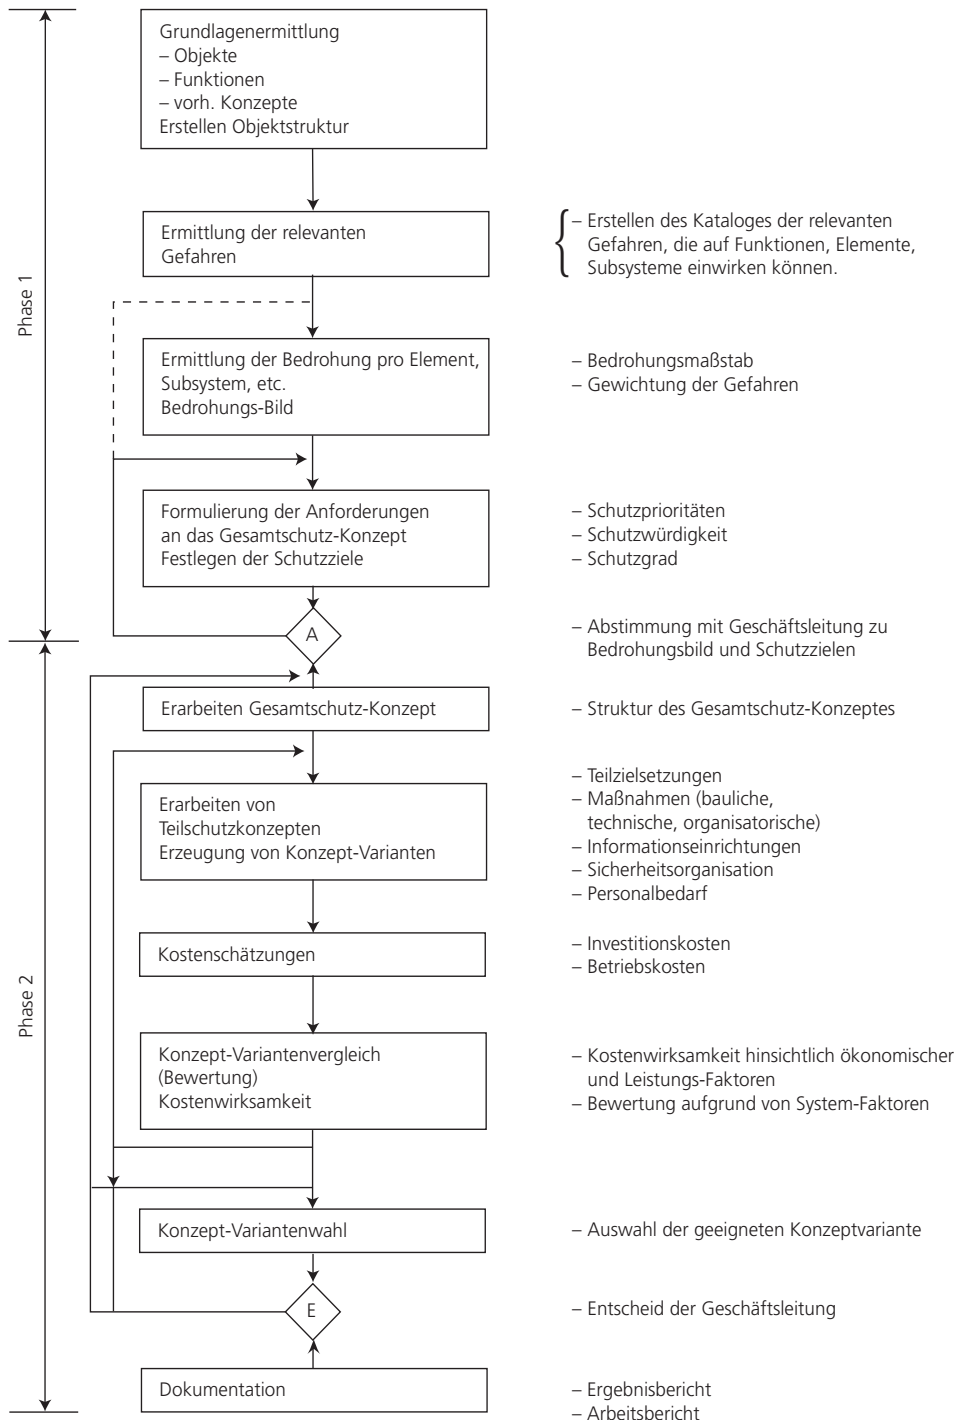 Grundlagenermittlung
– Objekte
– Funktionen
– vorh. Konzepte
Erstellen Objektstruktur
Phase 1
Ermittlung der relevanten
Gefahren
– Erstellen des Kataloges der relevanten
Gefahren, die auf Funktionen, Elemente,
Subsysteme einwirken können.
Ermittlung der Bedrohung pro Element,
Subsystem, etc.
Bedrohungs-Bild
– Bedrohungsmaßstab
– Gewichtung der Gefahren
Formulierung der Anforderungen
an das Gesamtschutz-Konzept
Festlegen der Schutzziele
– Schutzprioritäten
– Schutzwürdigkeit
– Schutzgrad
A
– Abstimmung mit Geschäftsleitung zu
Bedrohungsbild und Schutzzielen
Phase 2
Erarbeiten Gesamtschutz-Konzept
– Struktur des Gesamtschutz-Konzeptes
Erarbeiten von
Teilschutzkonzepten
Erzeugung von Konzept-Varianten
– Teilzielsetzungen
– Maßnahmen (bauliche,
technische, organisatorische)
– Informationseinrichtungen
– Sicherheitsorganisation
– Personalbedarf
Kostenschätzungen
– Investitionskosten
– Betriebskosten
Konzept-Variantenvergleich
(Bewertung)
Kostenwirksamkeit
– Kostenwirksamkeit hinsichtlich ökonomischer
und Leistungs-Faktoren
– Bewertung aufgrund von System-Faktoren
Konzept-Variantenwahl
– Auswahl der geeigneten Konzeptvariante
E
– Entscheid der Geschäftsleitung
Dokumentation
– Ergebnisbericht
– Arbeitsbericht